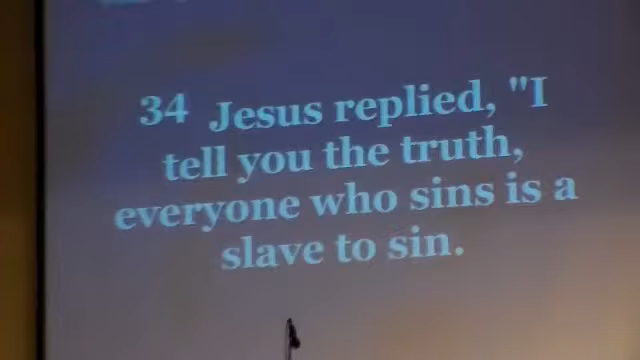 34 Jesus replied, "I
tell you the truth,
everyone who sins is a
slave to sin.